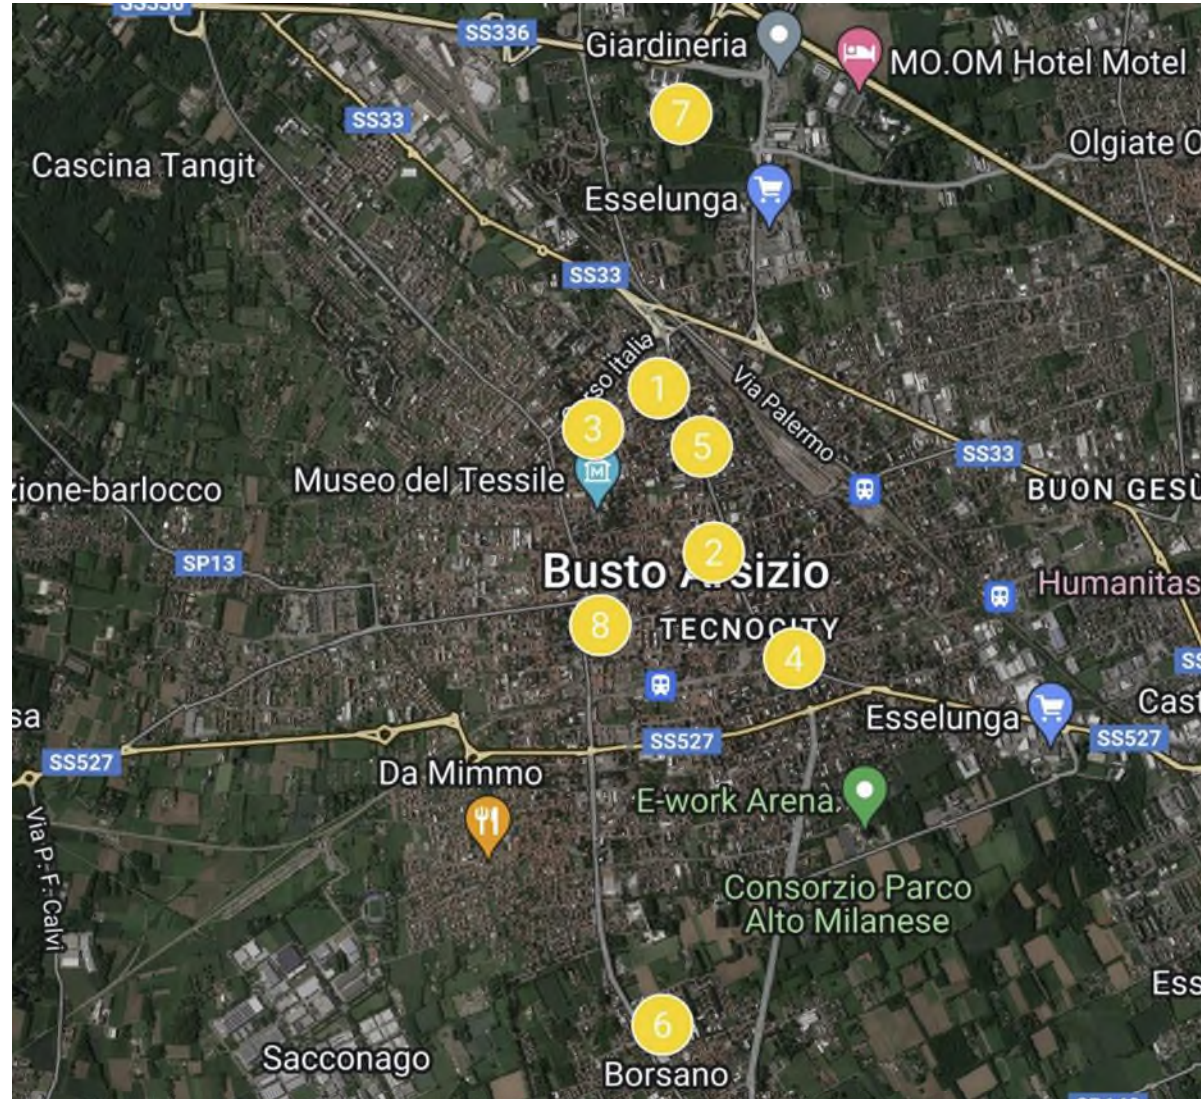 SS336
SS336
Giardineria
MO.OM Hotel Motel
7
SS33
Olgiate O
Cascina Tangit
Esselunga
SS33
Corso Italia
1
Via Palermo
3
5
SS33
Museo del Tessile
zione-barlocco
BUON GESÙ
2
SP13
Busto Arsizio
Humanitas
8
TECNOCITY
4
SS
sa
Esselunga
Cast
SS527
SS527
SS527
Da Mimmo
E-work Arena
Via P.-F.-Calvi
Consorzio Parco
Alto Milanese
Ess
6
Sacconago
Borsano